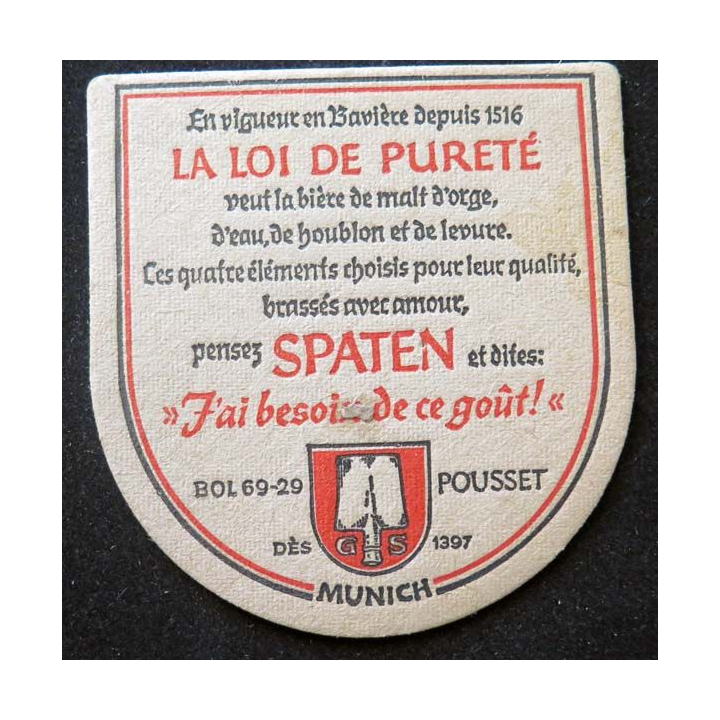 En vigueur en Bavière depuis 1516
LA LOI DE PURETÉ
veut la bière de malt d'orge,
d'eau, de houblon et de levure.
Ces quatre éléments choisis pour leur qualité,
brassés avec amour,
pensez SPATEN et dites:
»J'ai besoin de ce goût!«
BOL 69-29 POUSSET
DÈS G S 1397
MUNICH